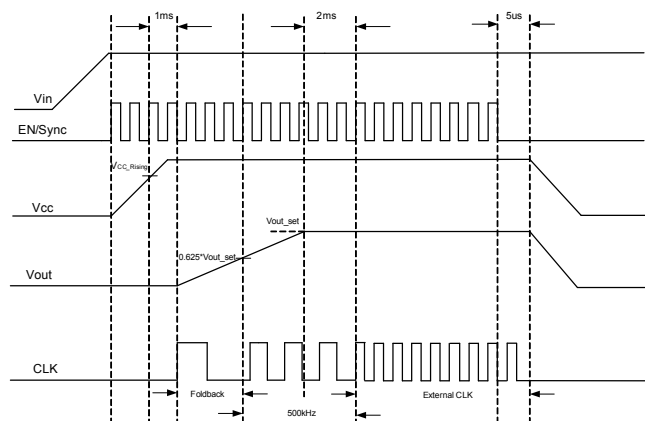 1ms
2ms
5us
Vin
EN/Sync
VCC_Rising
Vcc
Vout_set
0.625*Vout_set
Vout
CLK
Foldback
External CLK
500kHz